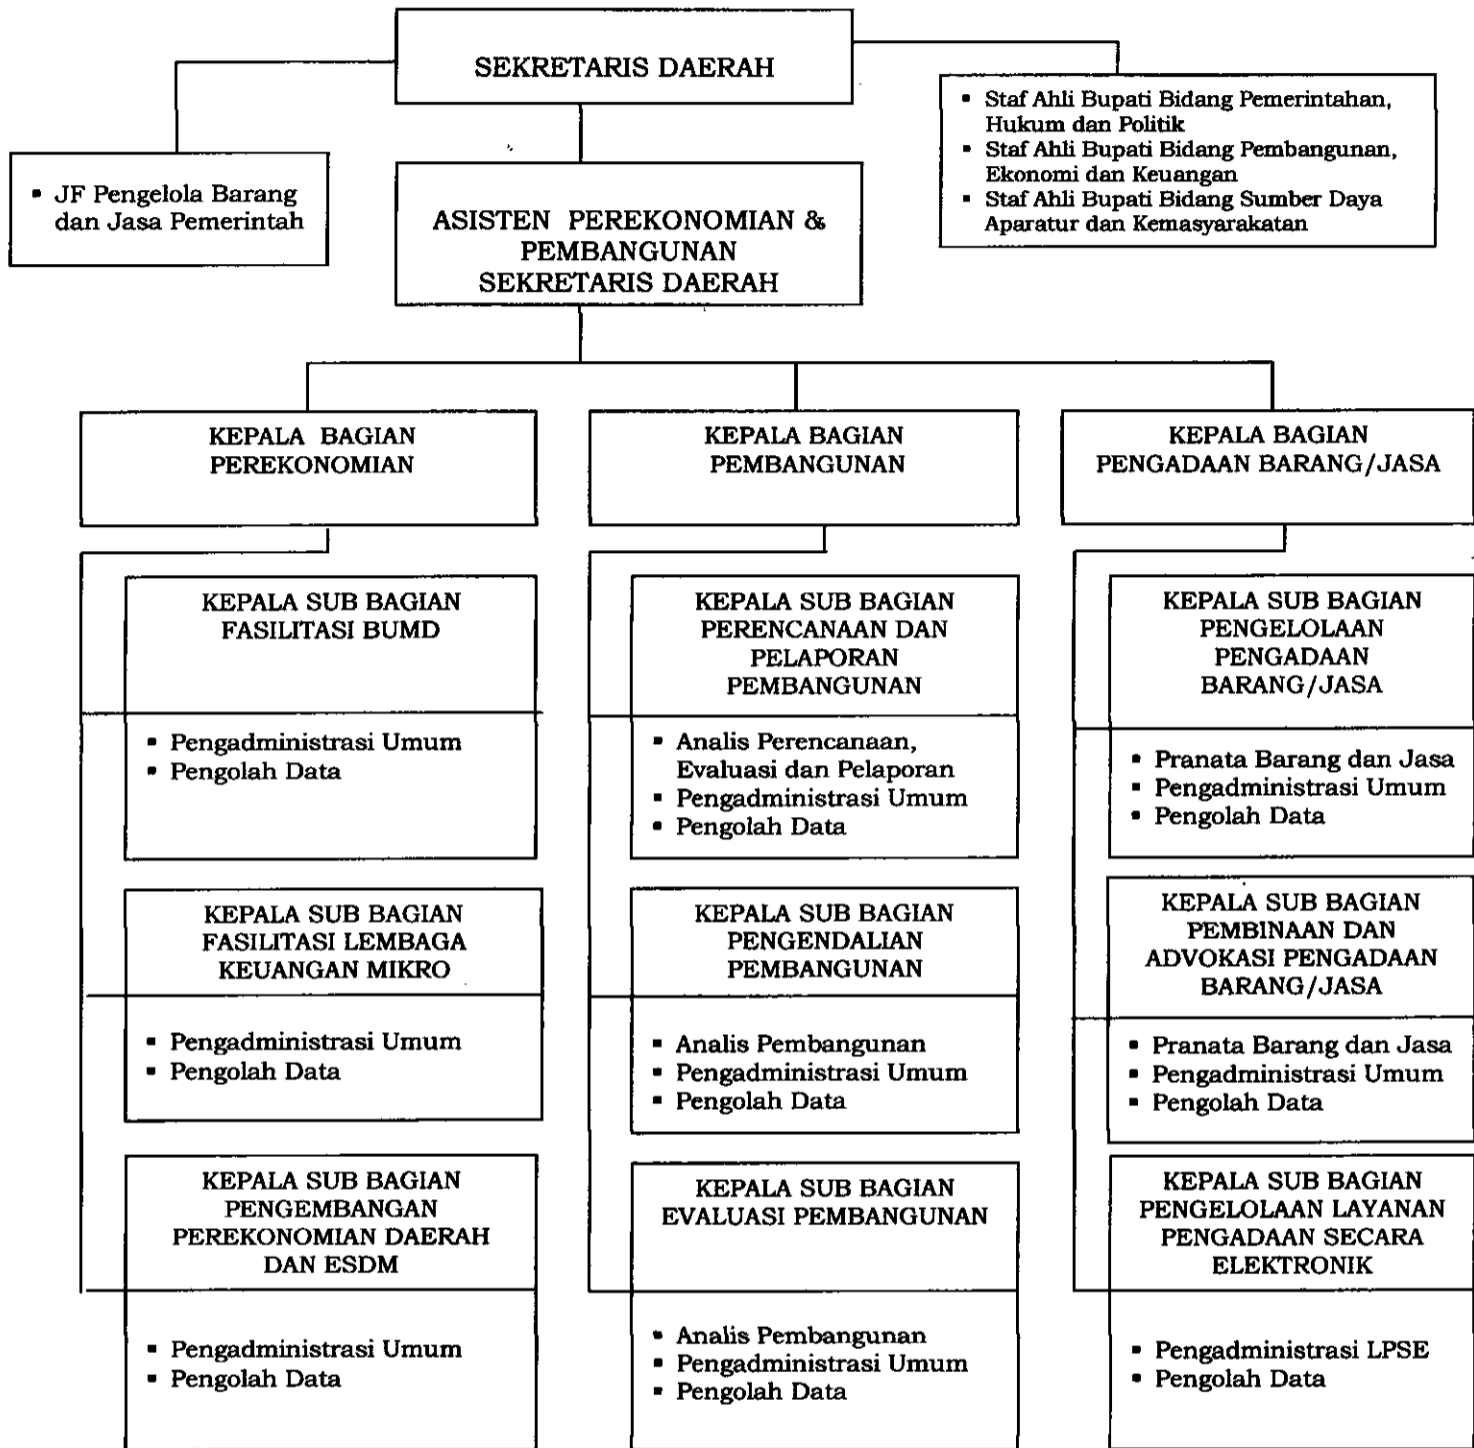 SEKRETARIS DAERAH
▪ Staf Ahli Bupati Bidang Pemerintahan,
Hukum dan Politik
▪ Staf Ahli Bupati Bidang Pembangunan,
Ekonomi dan Keuangan
▪ Staf Ahli Bupati Bidang Sumber Daya
Aparatur dan Kemasyarakatan
▪ JF Pengelola Barang
dan Jasa Pemerintah
ASISTEN PEREKONOMIAN &
PEMBANGUNAN
SEKRETARIS DAERAH
KEPALA BAGIAN
PEREKONOMIAN
KEPALA SUB BAGIAN
FASILITASI BUMD
▪ Pengadministrasi Umum
▪ Pengolah Data
KEPALA SUB BAGIAN
FASILITASI LEMBAGA
KEUANGAN MIKRO
▪ Pengadministrasi Umum
▪ Pengolah Data
KEPALA SUB BAGIAN
PENGEMBANGAN
PEREKONOMIAN DAERAH
DAN ESDM
▪ Pengadministrasi Umum
▪ Pengolah Data
KEPALA BAGIAN
PEMBANGUNAN
KEPALA SUB BAGIAN
PERENCANAAN DAN
PELAPORAN
PEMBANGUNAN
▪ Analis Perencanaan,
Evaluasi dan Pelaporan
▪ Pengadministrasi Umum
▪ Pengolah Data
KEPALA SUB BAGIAN
PENGENDALIAN
PEMBANGUNAN
▪ Analis Pembangunan
▪ Pengadministrasi Umum
▪ Pengolah Data
KEPALA SUB BAGIAN
EVALUASI PEMBANGUNAN
▪ Analis Pembangunan
▪ Pengadministrasi Umum
▪ Pengolah Data
KEPALA BAGIAN
PENGADAAN BARANG/JASA
KEPALA SUB BAGIAN
PENGELOLAAN
PENGADAAN
BARANG/JASA
▪ Pranata Barang dan Jasa
▪ Pengadministrasi Umum
▪ Pengolah Data
KEPALA SUB BAGIAN
PEMBINAAN DAN
ADVOKASI PENGADAAN
BARANG/JASA
▪ Pranata Barang dan Jasa
▪ Pengadministrasi Umum
▪ Pengolah Data
KEPALA SUB BAGIAN
PENGELOLAAN LAYANAN
PENGADAAN SECARA
ELEKTRONIK
▪ Pengadministrasi LPSE
▪ Pengolah Data